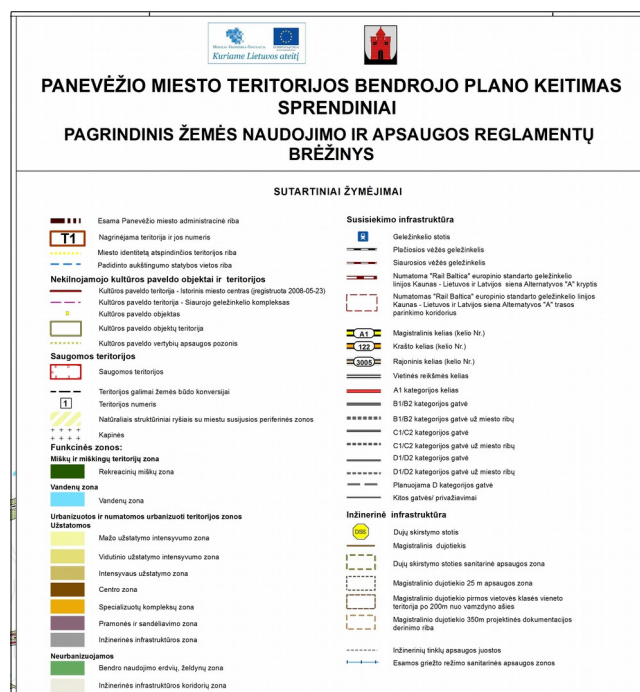 Kuriame Lietuvos ateitį
PANEVĖŽIO MIESTO TERITORIJOS BENDROJO PLANO KEITIMAS
SPRENDINIAI
PAGRINDINIS ŽEMĖS NAUDOJIMO IR APSAUGOS REGLAMENTŲ
BRĖŽINYS
SUTARTINIAI ŽYMĖJIMAI
Esama Panevėžio miesto administracinė riba
T1 Nagrinėjama teritorija ir jos numeris
Miesto identitetą atspindinčios teritorijos riba
Padidinto aukštingumo statybos vietos riba
Nekilnojamojo kultūros paveldo objektai ir teritorijos
Kultūros paveldo teritorija - Istorinis miesto centras (registruota 2008-05-23)
Kultūros paveldo teritorija - Siaurojo geležinkelio kompleksas
Kultūros paveldo objektas
Kultūros paveldo objektų teritorija
Kultūros paveldo vertybių apsaugos pozonis
Saugomos teritorijos
Saugomos teritorijos
Teritorijos galimai žemės būdo konversijai
1 Teritorijos numeris
Natūraliais struktūriniai ryšiais su miestu susijusios periferinės zonos
Kapinės
Funkcinės zonos:
Miškų ir miškingų teritorijų zona
Rekreacinių miškų zona
Vandenų zona
Vandenų zona
Urbanizuotos ir numatomos urbanizuoti teritorijos zonos
Užstatomos
Mažo užstatymo intensyvumo zona
Vidutinio užstatymo intensyvumo zona
Intensyvaus užstatymo zona
Centro zona
Specializuotų kompleksų zona
Pramonės ir sandėliavimo zona
Inžinerinės infrastruktūros zona
Neurbanizuojamos
Bendro naudojimo erdvių, želdynų zona
Inžinerinės infrastruktūros koridorių zona
Susisiekimo infrastruktūra
Geležinkelio stotis
Plačiosios vėžės geležinkelis
Siaurosios vėžės geležinkelis
Numatoma "Rail Baltica" europinio standarto geležinkelio
linijos Kaunas - Lietuvos ir Latvijos siena Alternatyvos "A" kryptis
Numatomas "Rail Baltica" europinio standarto geležinkelio linijos
Kaunas - Lietuvos ir Latvijos siena Alternatyvos "A" trasos
parinkimo koridorius
A1 Magistralinis kelias (kelio Nr.)
122 Krašto kelias (kelio Nr.)
3005 Rajoninis kelias (kelio Nr.)
Vietinės reikšmės kelias
A1 kategorijos kelias
B1/B2 kategorijos gatvė
B1/B2 kategorijos gatvė už miesto ribų
C1/C2 kategorijos gatvė
C1/C2 kategorijos gatvė už miesto ribų
D1/D2 kategorijos gatvė
D1/D2 kategorijos gatvė už miesto ribų
Planuojama D kategorijos gatvė
Kitos gatvės/ privažiavimai
Inžinerinė infrastruktūra
DSS Dujų skirstymo stotis
Magistralinis dujotiekis
Dujų skirstymo stoties sanitarinė apsaugos zona
Magistralinio dujotiekio 25 m apsaugos zona
Magistralinio dujotiekio pirmos vietovės klasės vieneto
teritorija po 200m nuo vamzdyno ašies
Magistralinio dujotiekio 350m projektinės dokumentacijos
derinimo riba
Inžinerinių tinklų apsaugos juostos
Esamos griežto režimo sanitarinės apsaugos zonos